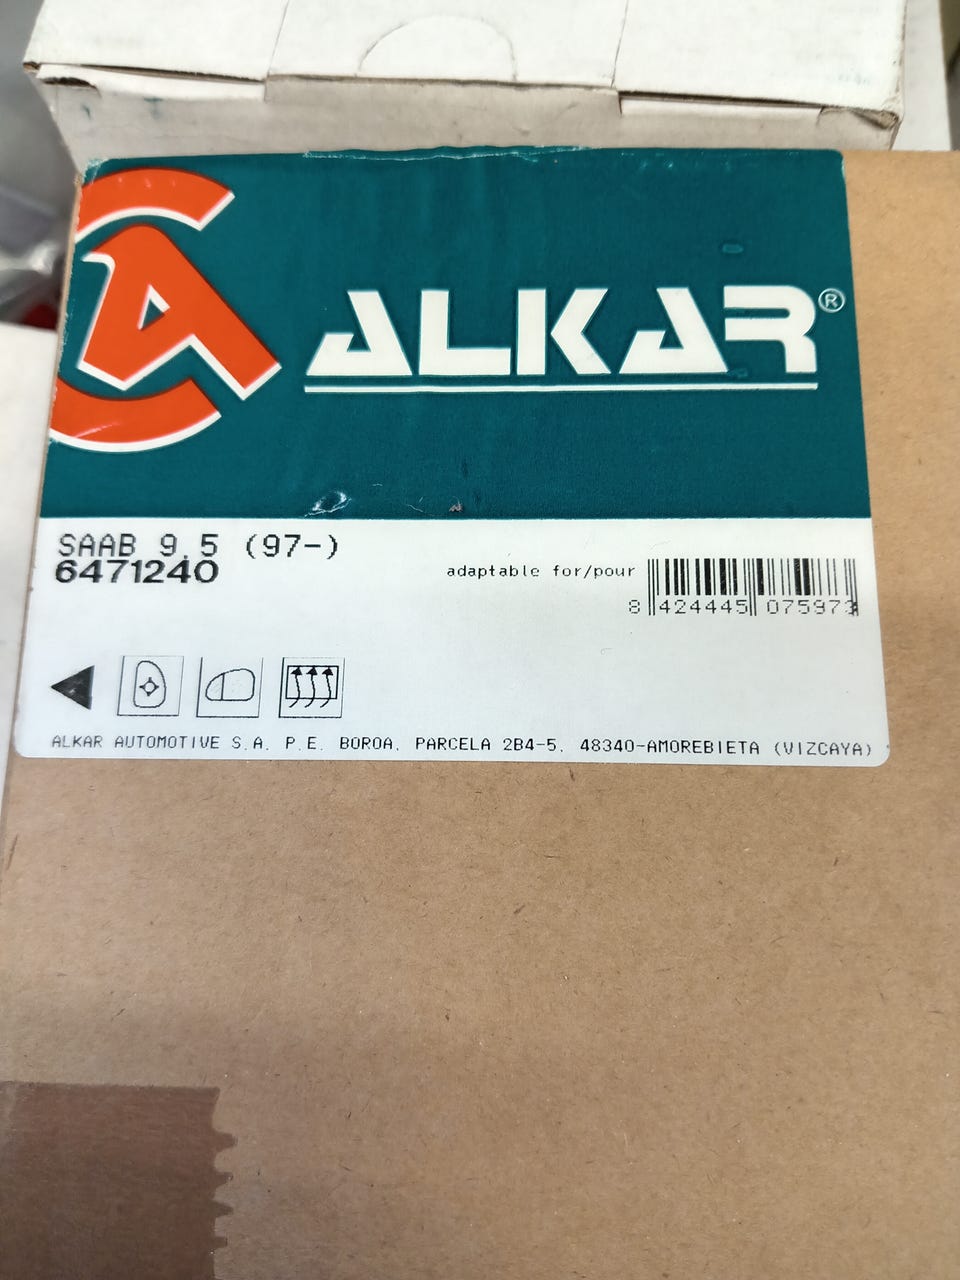 ALKAR®
SAAB 9.5 (97-)
6471240
adaptable for/pour
8 424445 075973
ALKAR AUTOMOTIVE S.A. P.E. BOROA. PARCELA 2B4-5. 48340-AMOREBIETA (VIZCAYA)